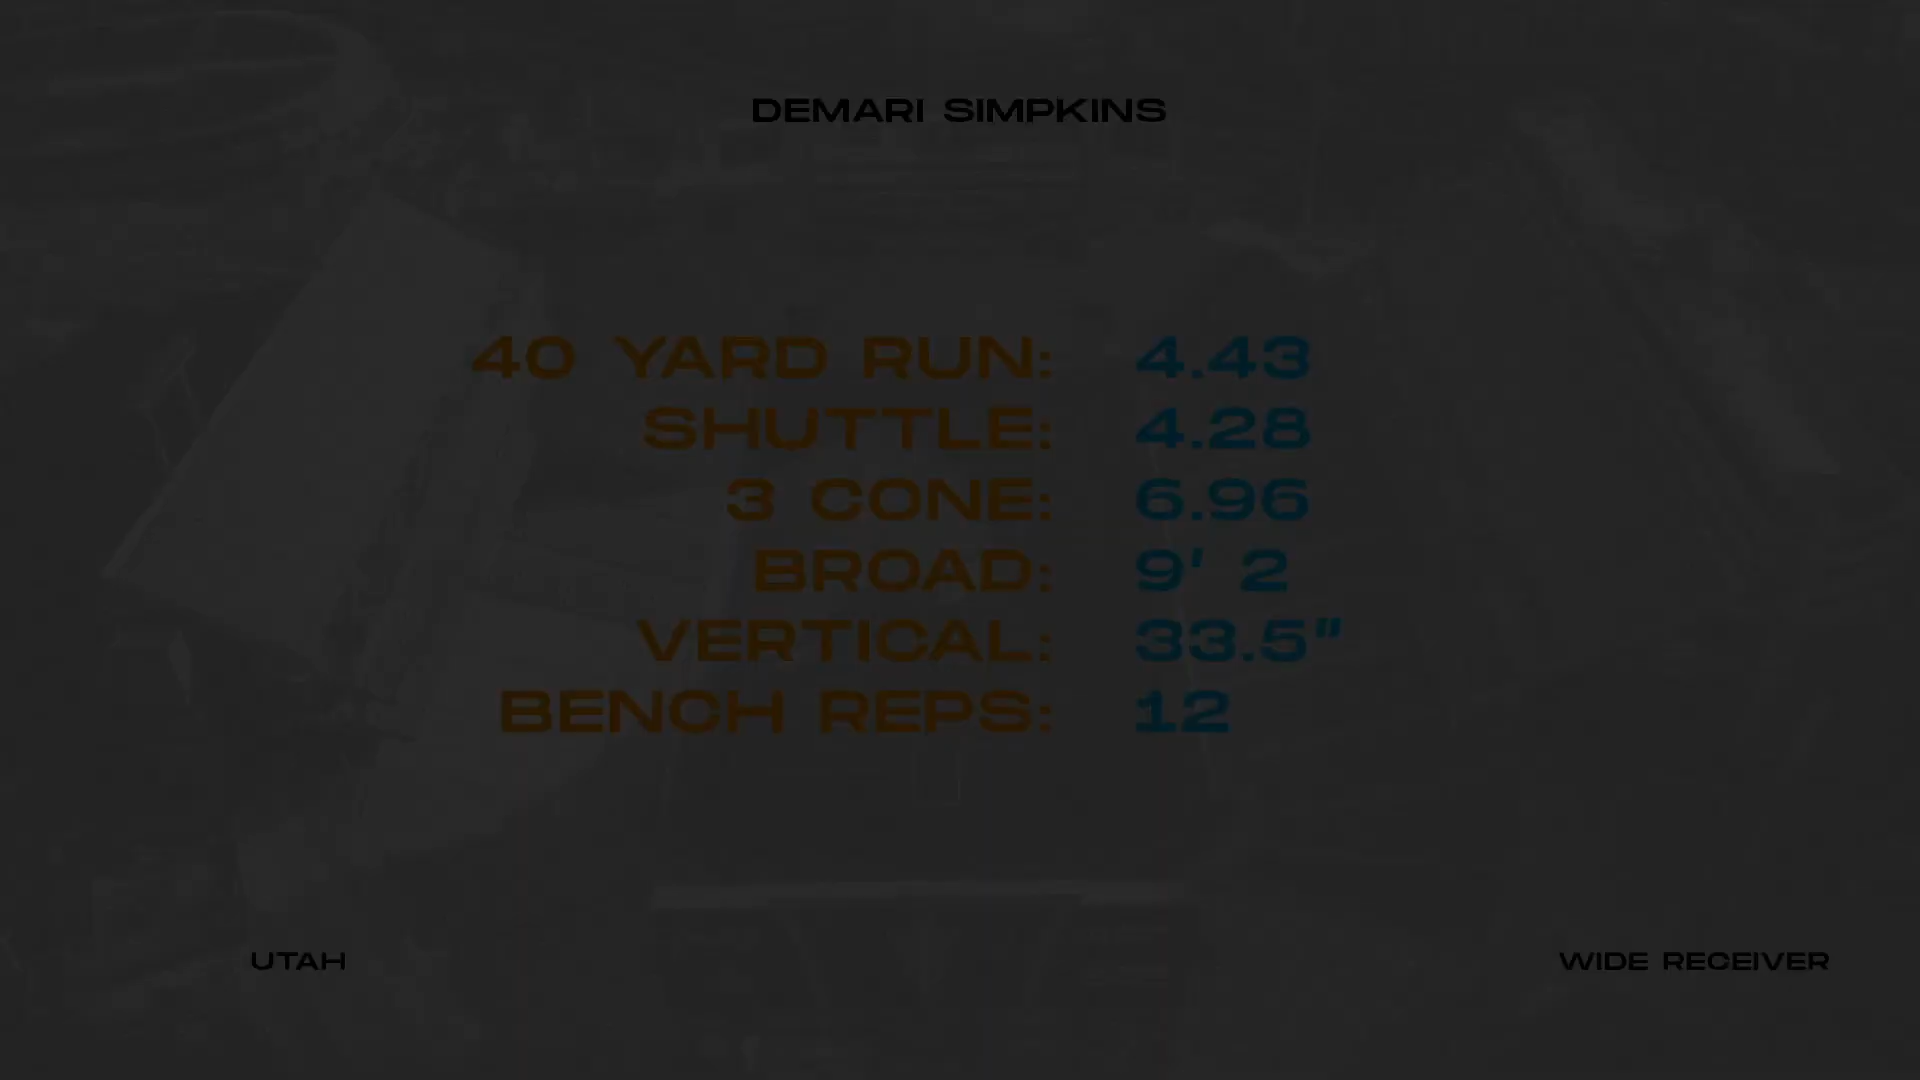 DEMARI SIMPKINS
40 YARD RUN: 4.43
SHUTTLE: 4.28
3 CONE: 6.96
BROAD: 9' 2
VERTICAL: 33.5"
BENCH REPS: 12
UTAH
WIDE RECEIVER